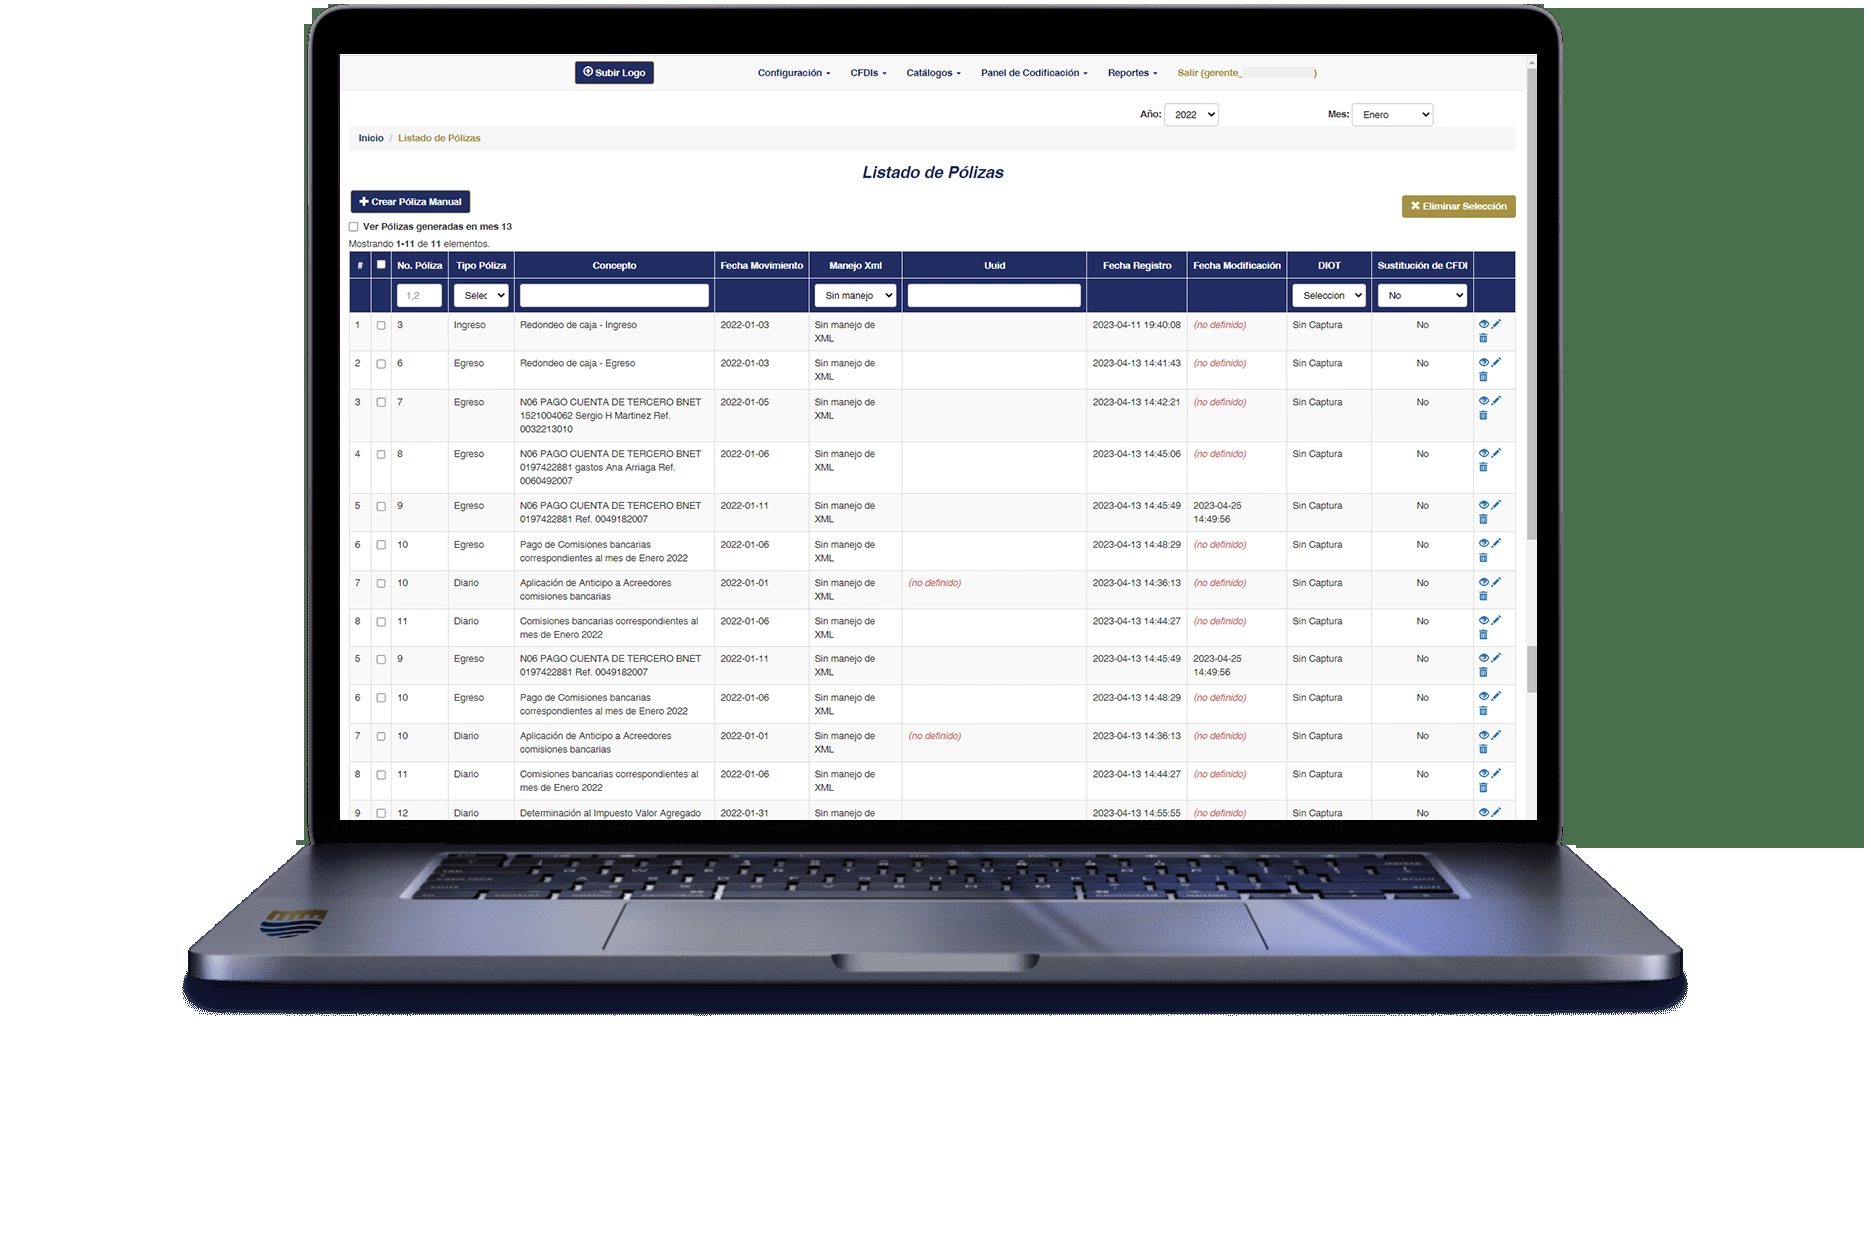 Subir Logo Configuración CFDIs Catálogos Panel de Codificación Reportes Salir (gerente_ )
Año: 2022 Mes: Enero
Inicio / Listado de Pólizas
Listado de Pólizas
Crear Póliza Manual
Eliminar Selección
Ver Pólizas generadas en mes 13
Mostrando 1-11 de 11 elementos.
# No. Póliza Tipo Póliza Concepto Fecha Movimiento Manejo Xml Uuid Fecha Registro Fecha Modificación DIOT Sustitución de CFDI
1,2 Selec Sin manejo Seleccion No
1 3 Ingreso Redondeo de caja - Ingreso 2022-01-03 Sin manejo de 2023-04-11 19:40:08 (no definido) Sin Captura No
XML
2 6 Egreso Redondeo de caja - Egreso 2022-01-03 Sin manejo de 2023-04-13 14:41:43 (no definido) Sin Captura No
XML
3 7 Egreso N06 PAGO CUENTA DE TERCERO BNET 2022-01-05 Sin manejo de 2023-04-13 14:42:21 (no definido) Sin Captura No
1521004062 Sergio H Martinez Ref. XML
0032213010
4 8 Egreso N06 PAGO CUENTA DE TERCERO BNET 2022-01-06 Sin manejo de 2023-04-13 14:45:06 (no definido) Sin Captura No
0197422881 gastos Ana Arriaga Ref. XML
0060492007
5 9 Egreso N06 PAGO CUENTA DE TERCERO BNET 2022-01-11 Sin manejo de 2023-04-13 14:45:49 2023-04-25 Sin Captura No
0197422881 Ref. 0049182007 XML 14:49:56
6 10 Egreso Pago de Comisiones bancarias 2022-01-06 Sin manejo de 2023-04-13 14:48:29 (no definido) Sin Captura No
correspondientes al mes de Enero 2022 XML
7 10 Diario Aplicación de Anticipo a Acreedores 2022-01-01 Sin manejo de (no definido) 2023-04-13 14:36:13 (no definido) Sin Captura No
comisiones bancarias XML
8 11 Diario Comisiones bancarias correspondientes al 2022-01-06 Sin manejo de 2023-04-13 14:44:27 (no definido) Sin Captura No
mes de Enero 2022 XML
5 9 Egreso N06 PAGO CUENTA DE TERCERO BNET 2022-01-11 Sin manejo de 2023-04-13 14:45:49 2023-04-25 Sin Captura No
0197422881 Ref. 0049182007 XML 14:49:56
6 10 Egreso Pago de Comisiones bancarias 2022-01-06 Sin manejo de 2023-04-13 14:48:29 (no definido) Sin Captura No
correspondientes al mes de Enero 2022 XML
7 10 Diario Aplicación de Anticipo a Acreedores 2022-01-01 Sin manejo de (no definido) 2023-04-13 14:36:13 (no definido) Sin Captura No
comisiones bancarias XML
8 11 Diario Comisiones bancarias correspondientes al 2022-01-06 Sin manejo de 2023-04-13 14:44:27 (no definido) Sin Captura No
mes de Enero 2022 XML
9 12 Diario Determinación al Impuesto Valor Agregado 2022-01-31 Sin manejo de 2023-04-13 14:55:55 (no definido) Sin Captura No